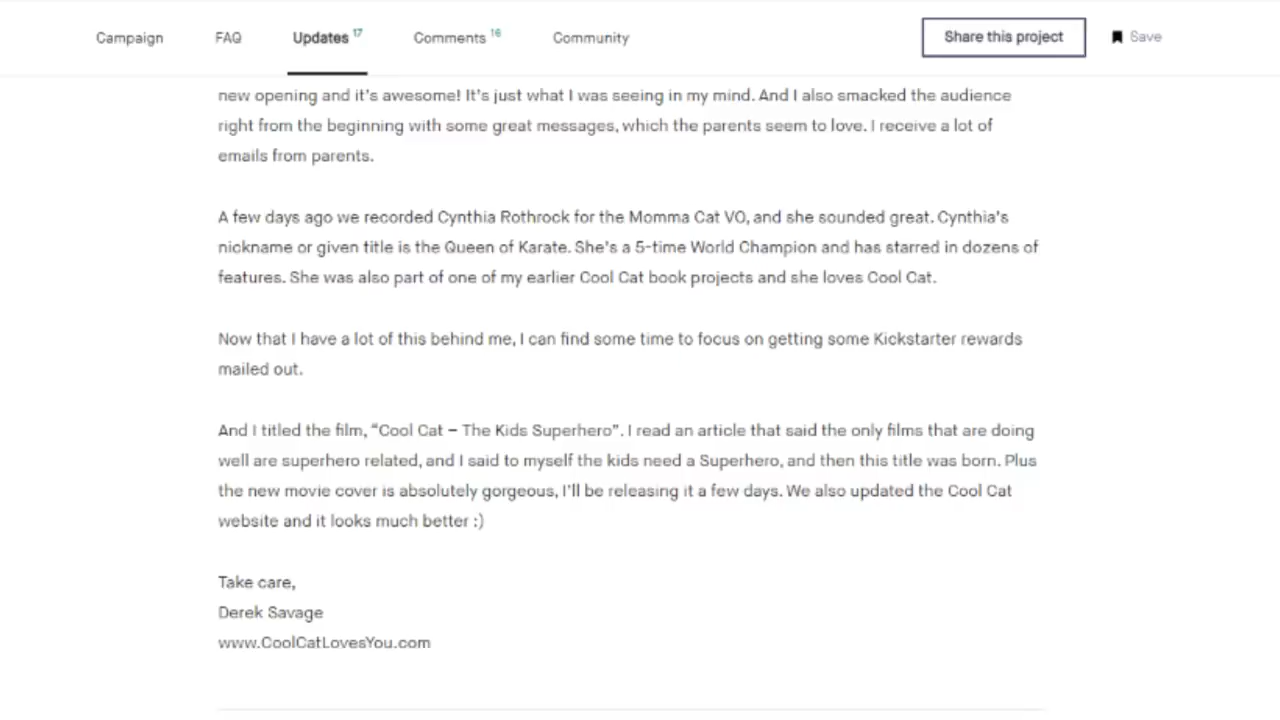 Campaign FAQ Updates 17 Comments 16 Community Share this project Save
new opening and it's awesome! It's just what I was seeing in my mind. And I also smacked the audience
right from the beginning with some great messages, which the parents seem to love. I receive a lot of
emails from parents.
A few days ago we recorded Cynthia Rothrock for the Momma Cat VO, and she sounded great. Cynthia's
nickname or given title is the Queen of Karate. She's a 5-time World Champion and has starred in dozens of
features. She was also part of one of my earlier Cool Cat book projects and she loves Cool Cat.
Now that I have a lot of this behind me, I can find some time to focus on getting some Kickstarter rewards
mailed out.
And I titled the film, “Cool Cat – The Kids Superhero”. I read an article that said the only films that are doing
well are superhero related, and I said to myself the kids need a Superhero, and then this title was born. Plus
the new movie cover is absolutely gorgeous, I'll be releasing it a few days. We also updated the Cool Cat
website and it looks much better :)
Take care,
Derek Savage
www.CoolCatLovesYou.com